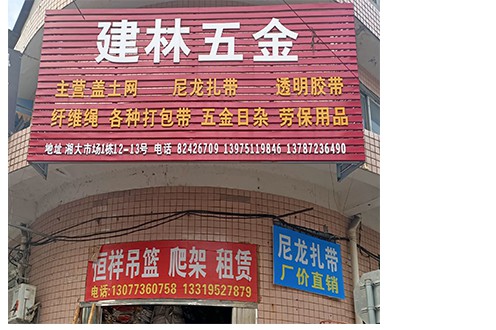 建林五金
主营 盖土网 尼龙扎带 透明胶带
纤维绳 各种打包带 五金日杂 劳保用品
地址 湘大市场1栋12-13号 电话 82426709 13975119846 13787236490
恒祥吊篮 爬架 租赁
电话:13077360758 13319527879
尼龙扎带
厂价直销